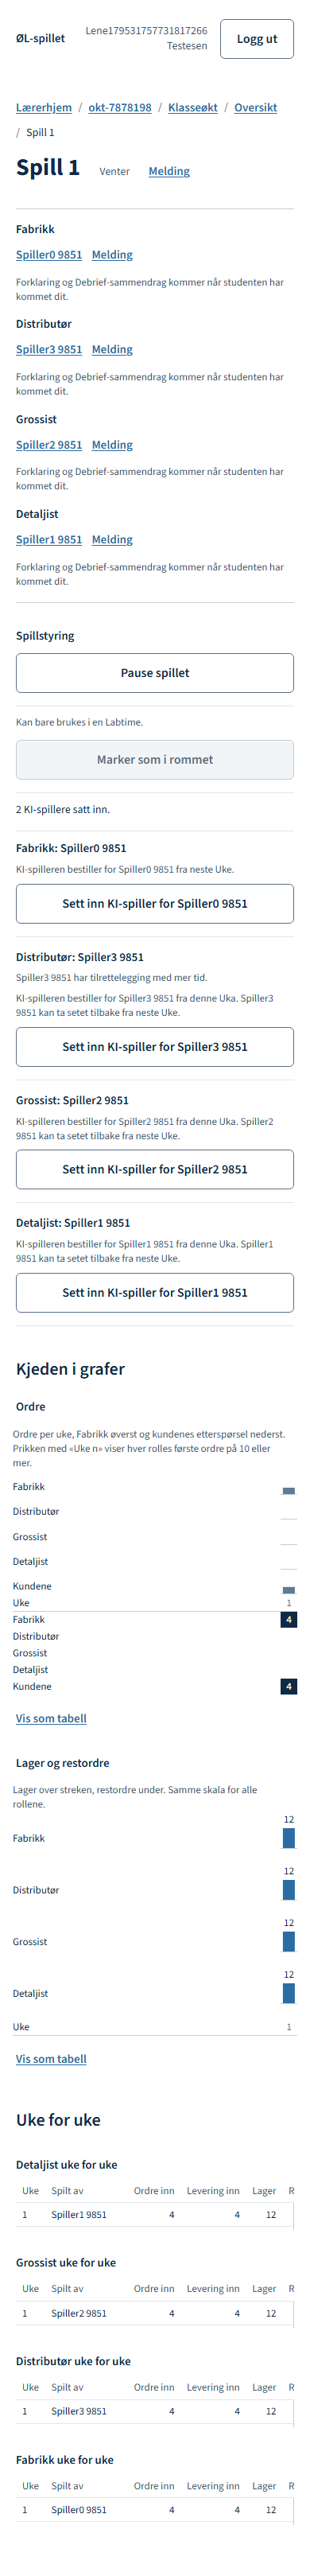 ØL-spillet
Lene179531757731817266
Testesen
Logg ut
Lærerhjem / okt-7878198 / Klasseøkt / Oversikt
/ Spill 1
Spill 1 Venter Melding
Fabrikk
Spiller0 9851 Melding
Forklaring og Debrief-sammendrag kommer når studenten har
kommet dit.
Distributør
Spiller3 9851 Melding
Forklaring og Debrief-sammendrag kommer når studenten har
kommet dit.
Grossist
Spiller2 9851 Melding
Forklaring og Debrief-sammendrag kommer når studenten har
kommet dit.
Detaljist
Spiller1 9851 Melding
Forklaring og Debrief-sammendrag kommer når studenten har
kommet dit.
Spillstyring
Pause spillet
Kan bare brukes i en Labtime.
Marker som i rommet
2 KI-spillere satt inn.
Fabrikk: Spiller0 9851
KI-spilleren bestiller for Spiller0 9851 fra neste Uke.
Sett inn KI-spiller for Spiller0 9851
Distributør: Spiller3 9851
Spiller3 9851 har tilrettelegging med mer tid.
KI-spilleren bestiller for Spiller3 9851 fra denne Uka. Spiller3
9851 kan ta setet tilbake fra neste Uke.
Sett inn KI-spiller for Spiller3 9851
Grossist: Spiller2 9851
KI-spilleren bestiller for Spiller2 9851 fra denne Uka. Spiller2
9851 kan ta setet tilbake fra neste Uke.
Sett inn KI-spiller for Spiller2 9851
Detaljist: Spiller1 9851
KI-spilleren bestiller for Spiller1 9851 fra denne Uka. Spiller1
9851 kan ta setet tilbake fra neste Uke.
Sett inn KI-spiller for Spiller1 9851
Kjeden i grafer
Ordre
Ordre per uke, Fabrikk øverst og kundenes etterspørsel nederst.
Prikken med «Uke n» viser hver rolles første ordre på 10 eller
mer.
Fabrikk
Distributør
Grossist
Detaljist
Kundene
Uke 1
Fabrikk 4
Distributør
Grossist
Detaljist
Kundene 4
Vis som tabell
Lager og restordre
Lager over streken, restordre under. Samme skala for alle
rollene.
12
Fabrikk
12
Distributør
12
Grossist
12
Detaljist
Uke 1
Vis som tabell
Uke for uke
Detaljist uke for uke
Uke Spilt av Ordre inn Levering inn Lager R
1 Spiller1 9851 4 4 12
Grossist uke for uke
Uke Spilt av Ordre inn Levering inn Lager R
1 Spiller2 9851 4 4 12
Distributør uke for uke
Uke Spilt av Ordre inn Levering inn Lager R
1 Spiller3 9851 4 4 12
Fabrikk uke for uke
Uke Spilt av Ordre inn Levering inn Lager R
1 Spiller0 9851 4 4 12